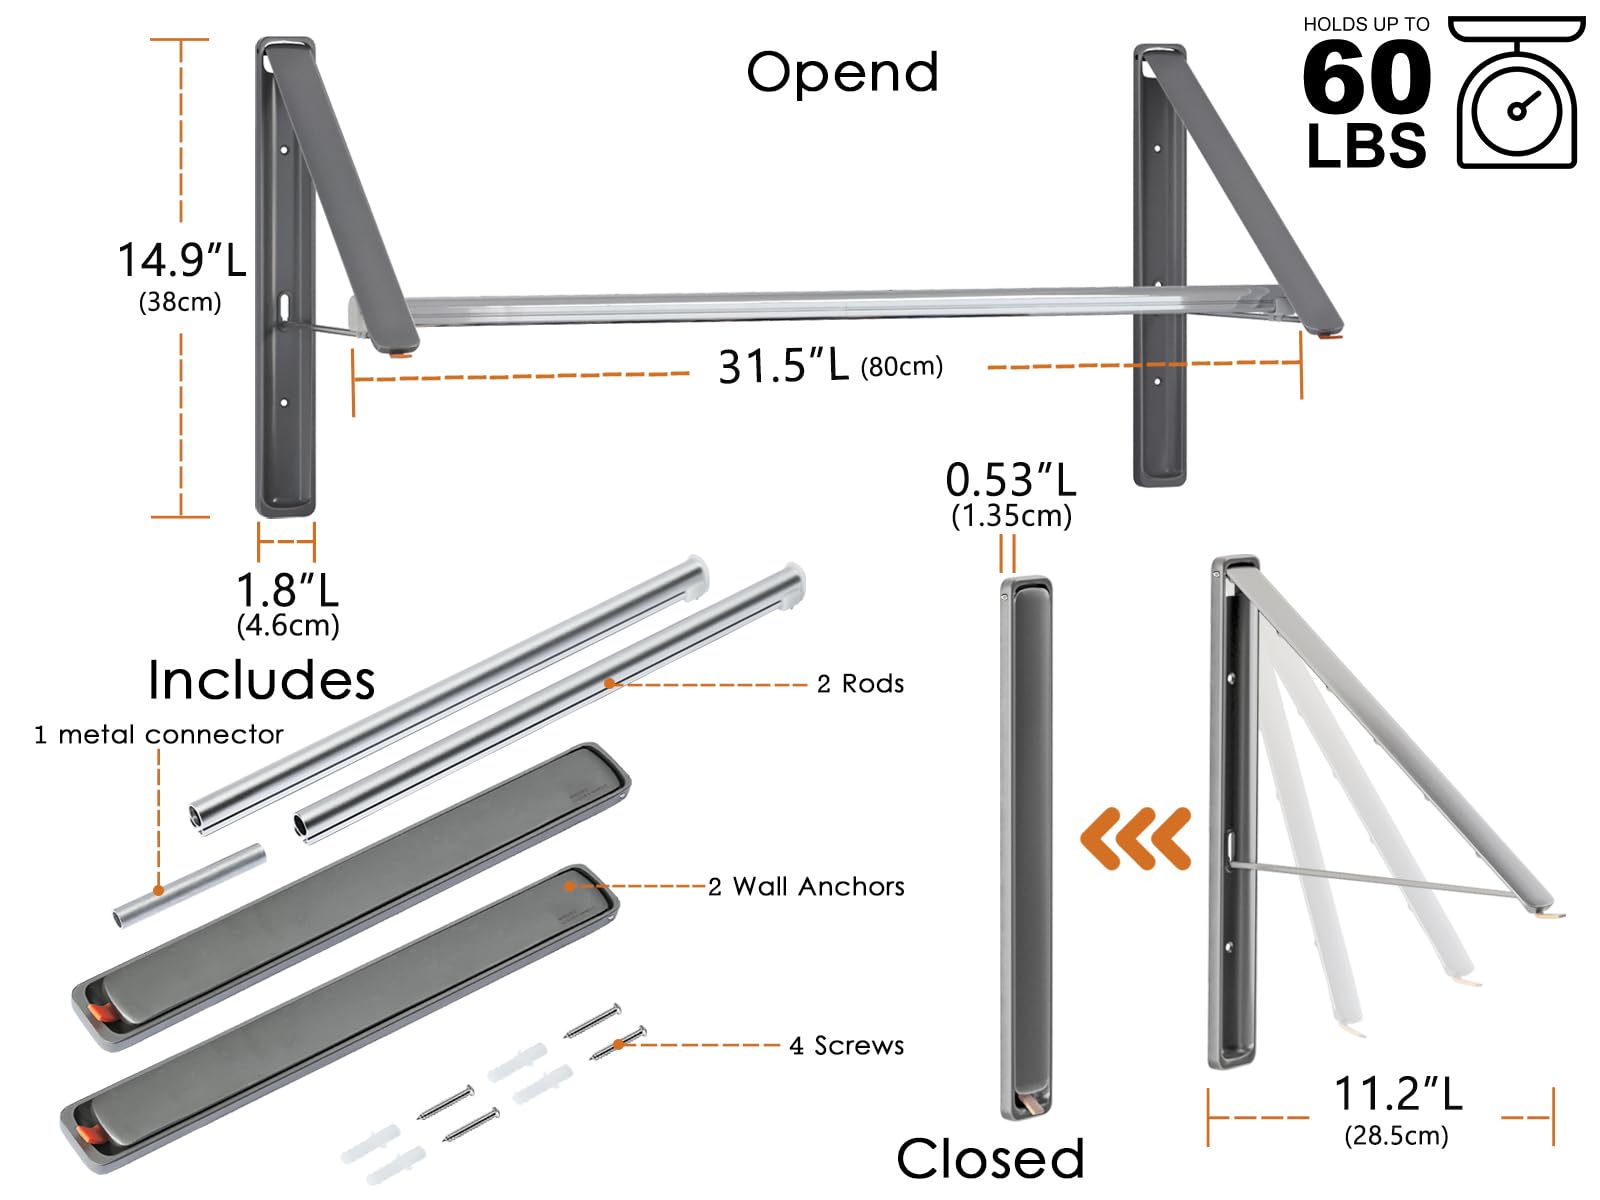 Opend
HOLDS UP TO
60
LBS
14.9”L
(38cm)
31.5”L (80cm)
1.8”L
(4.6cm)
0.53”L
(1.35cm)
Includes
1 metal connector
2 Rods
2 Wall Anchors
4 Screws
Closed
11.2”L
(28.5cm)